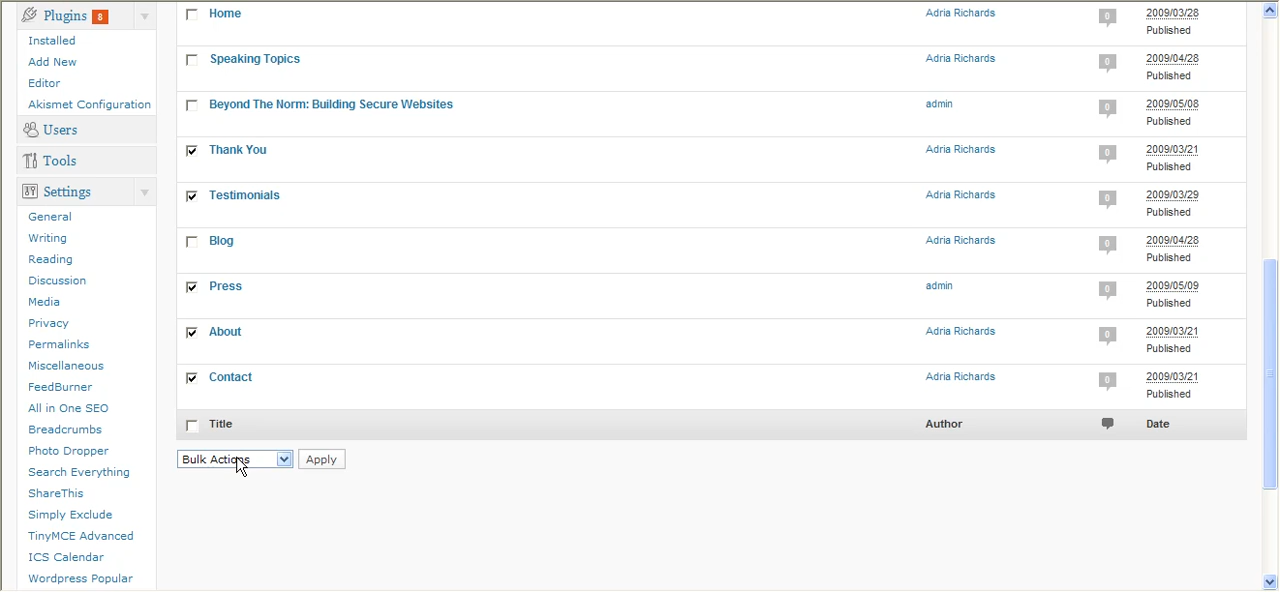 Plugins 8
Installed
Add New
Editor
Akismet Configuration
Users
Tools
Settings
General
Writing
Reading
Discussion
Media
Privacy
Permalinks
Miscellaneous
FeedBurner
All in One SEO
Breadcrumbs
Photo Dropper
Search Everything
ShareThis
Simply Exclude
TinyMCE Advanced
ICS Calendar
Wordpress Popular
Home Adria Richards 0 2009/03/28
Published
Speaking Topics Adria Richards 0 2009/04/28
Published
Beyond The Norm: Building Secure Websites admin 0 2009/05/08
Published
Thank You Adria Richards 0 2009/03/21
Published
Testimonials Adria Richards 0 2009/03/29
Published
Blog Adria Richards 0 2009/04/28
Published
Press admin 0 2009/05/09
Published
About Adria Richards 0 2009/03/21
Published
Contact Adria Richards 0 2009/03/21
Published
Title Author Date
Bulk Actions Apply